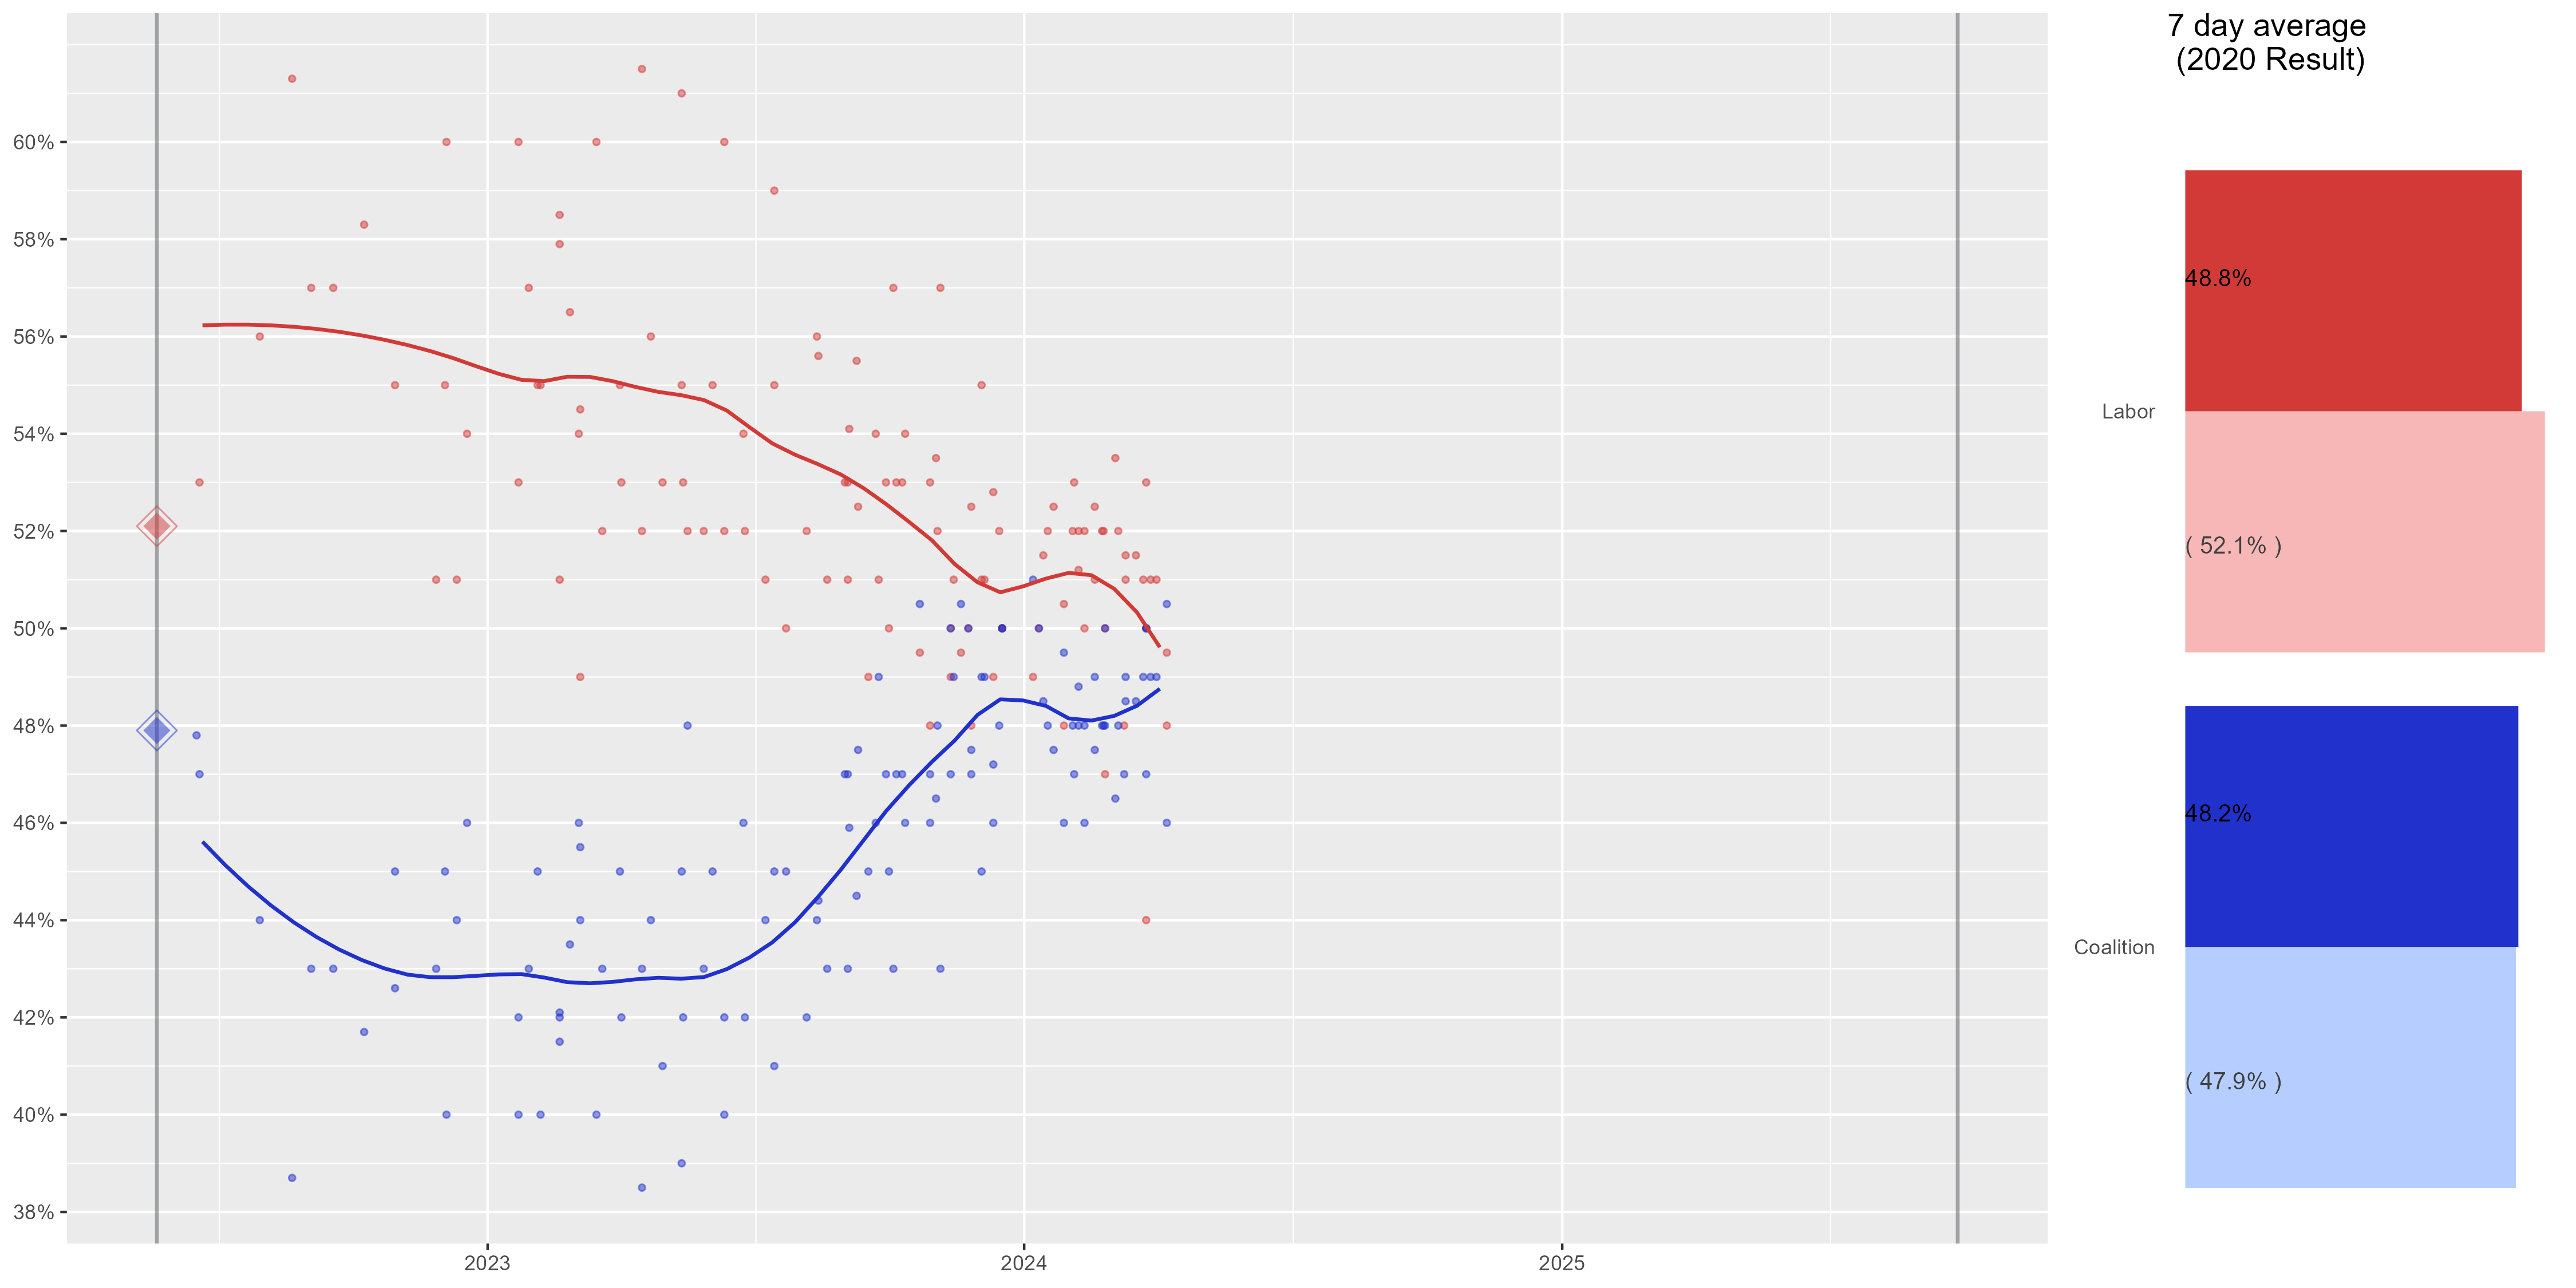 7 day average
(2020 Result)
60%
58%
56%
54%
52%
50%
48%
46%
44%
42%
40%
38%
2023
2024
2025
48.8%
Labor
( 52.1% )
48.2%
Coalition
( 47.9% )